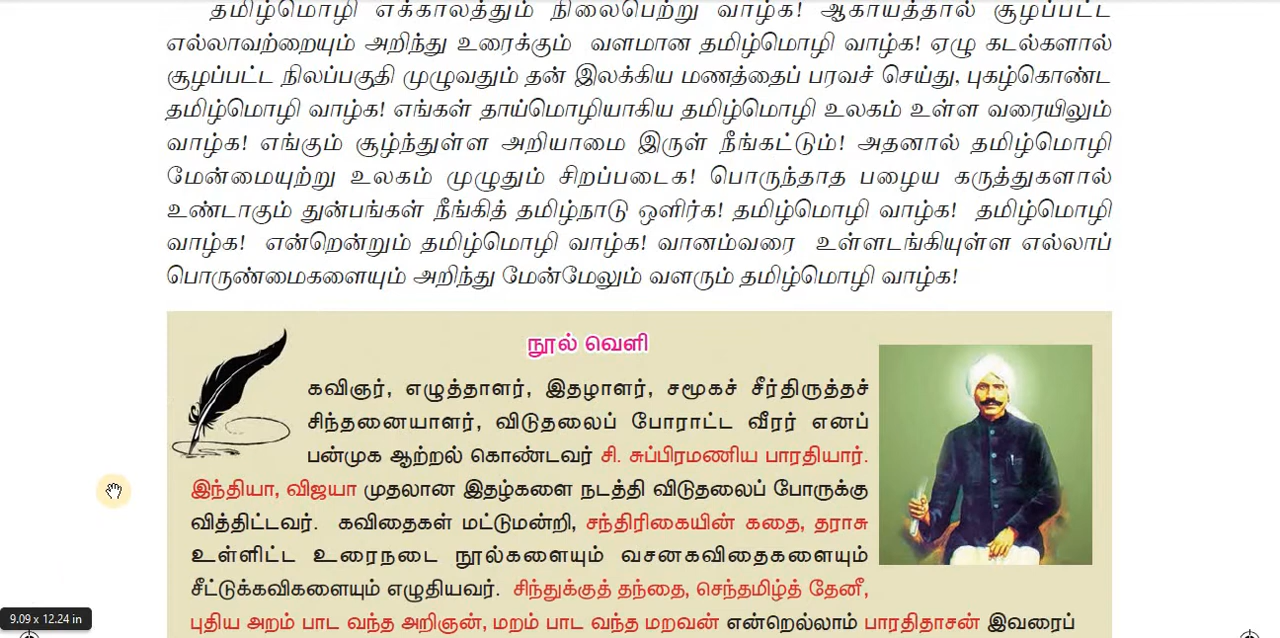 தமிழ்மொழி எக்காலத்தும் நிலைபெற்று வாழ்க! ஆகாயத்தால் சூழப்பட்ட
எல்லாவற்றையும் அறிந்து உரைக்கும் வளமான தமிழ்மொழி வாழ்க! ஏழு கடல்களால்
சூழப்பட்ட நிலப்பகுதி முழுவதும் தன் இலக்கிய மணத்தைப் பரவச் செய்து, புகழ்கொண்ட
தமிழ்மொழி வாழ்க! எங்கள் தாய்மொழியாகிய தமிழ்மொழி உலகம் உள்ள வரையிலும்
வாழ்க! எங்கும் சூழ்ந்துள்ள அறியாமை இருள் நீங்கட்டும்! அதனால் தமிழ்மொழி
மேன்மையுற்று உலகம் முழுதும் சிறப்படைக! பொருந்தாத பழைய கருத்துகளால்
உண்டாகும் துன்பங்கள் நீங்கித் தமிழ்நாடு ஒளிர்க! தமிழ்மொழி வாழ்க! தமிழ்மொழி
வாழ்க! என்றென்றும் தமிழ்மொழி வாழ்க! வானம்வரை உள்ளடங்கியுள்ள எல்லாப்
பொருண்மைகளையும் அறிந்து மேன்மேலும் வளரும் தமிழ்மொழி வாழ்க!
நூல் வெளி
கவிஞர், எழுத்தாளர், இதழாளர், சமூகச் சீர்திருத்தச்
சிந்தனையாளர், விடுதலைப் போராட்ட வீரர் எனப்
பன்முக ஆற்றல் கொண்டவர் சி. சுப்பிரமணிய பாரதியார்.
இந்தியா, விஜயா முதலான இதழ்களை நடத்தி விடுதலைப் போருக்கு
வித்திட்டவர். கவிதைகள் மட்டுமன்றி, சந்திரிகையின் கதை, தராசு
உள்ளிட்ட உரைநடை நூல்களையும் வசனகவிதைகளையும்
சீட்டுக்கவிகளையும் எழுதியவர். சிந்துக்குத் தந்தை, செந்தமிழ்த் தேனீ,
புதிய அறம் பாட வந்த அறிஞன், மறம் பாட வந்த மறவன் என்றெல்லாம் பாரதிதாசன் இவரைப்
9.09 x 12.24 in